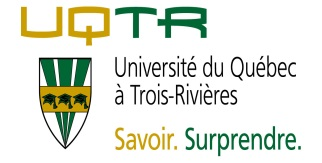 UQTR
Université du Québec
à Trois-Rivières
Savoir. Surprendre.